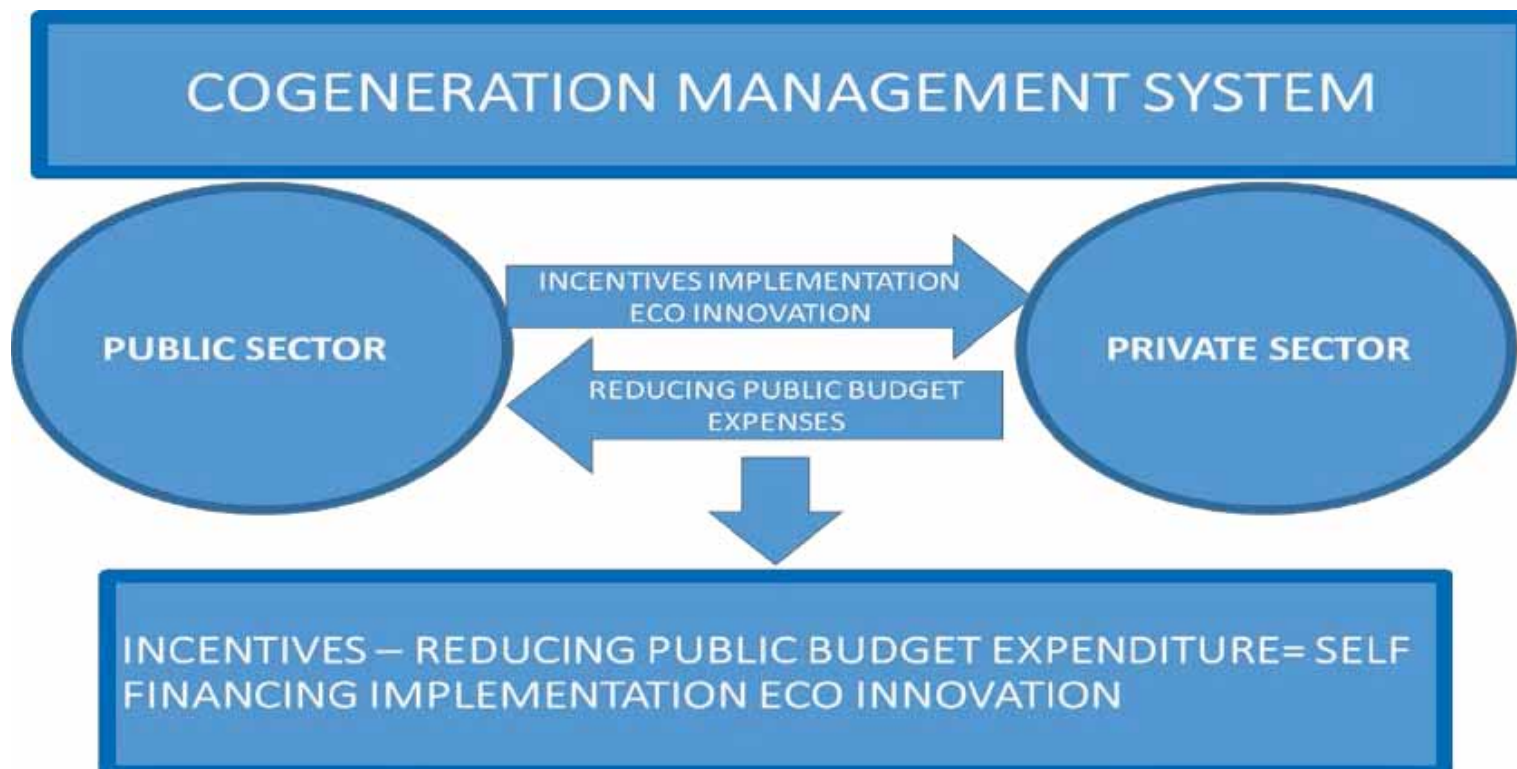 COGENERATION MANAGEMENT SYSTEM
INCENTIVES IMPLEMENTATION
ECO INNOVATION
PUBLIC SECTOR
PRIVATE SECTOR
REDUCING PUBLIC BUDGET
EXPENSES
INCENTIVES – REDUCING PUBLIC BUDGET EXPENDITURE= SELF
FINANCING IMPLEMENTATION ECO INNOVATION